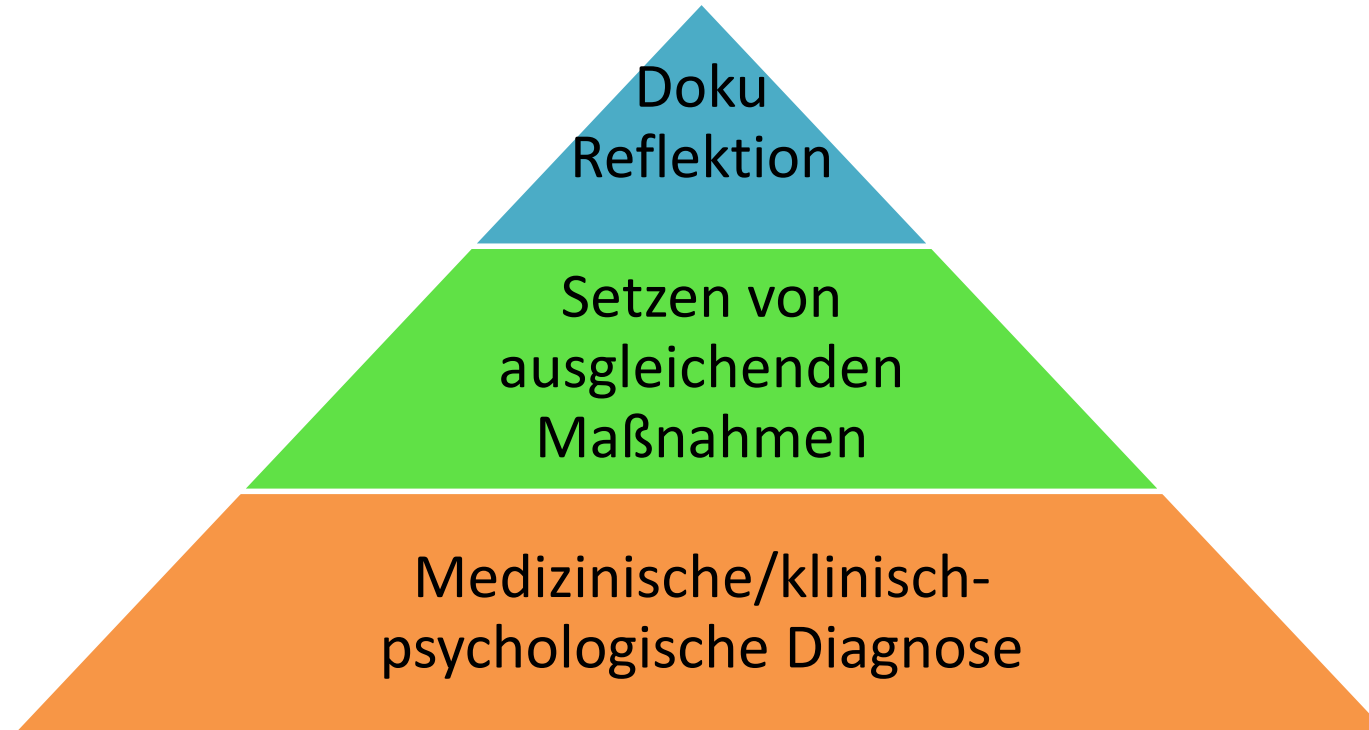 Doku
Reflektion
Setzen von
ausgleichenden
Maßnahmen
Medizinische/klinisch-
psychologische Diagnose